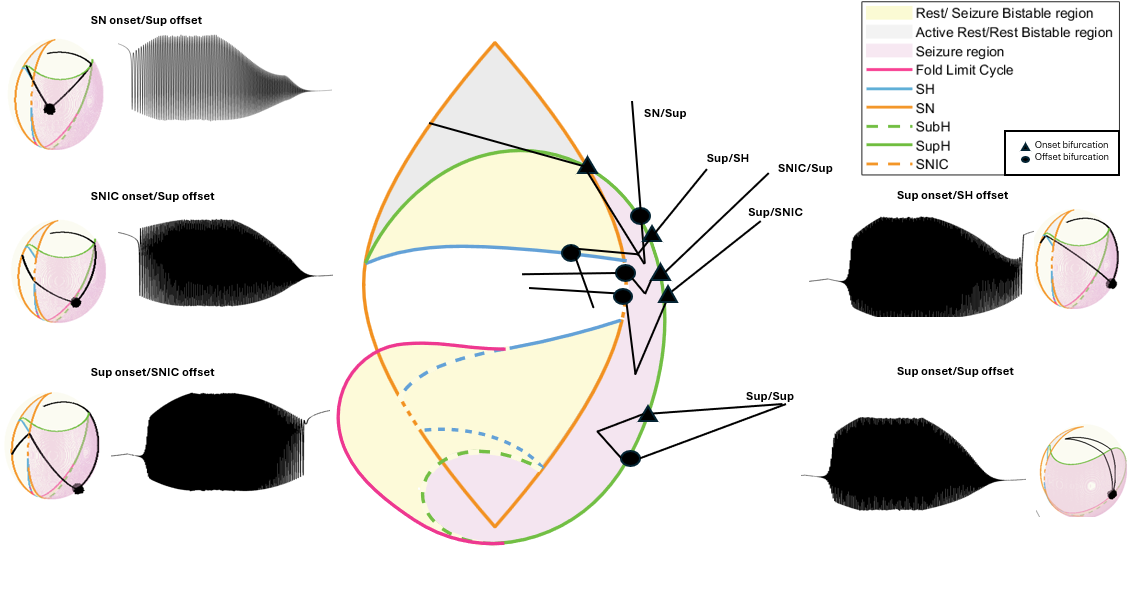 SN onset/Sup offset
Rest/ Seizure Bistable region
Active Rest/Rest Bistable region
Seizure region
Fold Limit Cycle
SH
SN
SubH
SupH
SNIC
Onset bifurcation
Offset bifurcation
SN/Sup
Sup/SH
SNIC/Sup
Sup/SNIC
SNIC onset/Sup offset
Sup onset/SH offset
Sup onset/SNIC offset
Sup onset/Sup offset
Sup/Sup